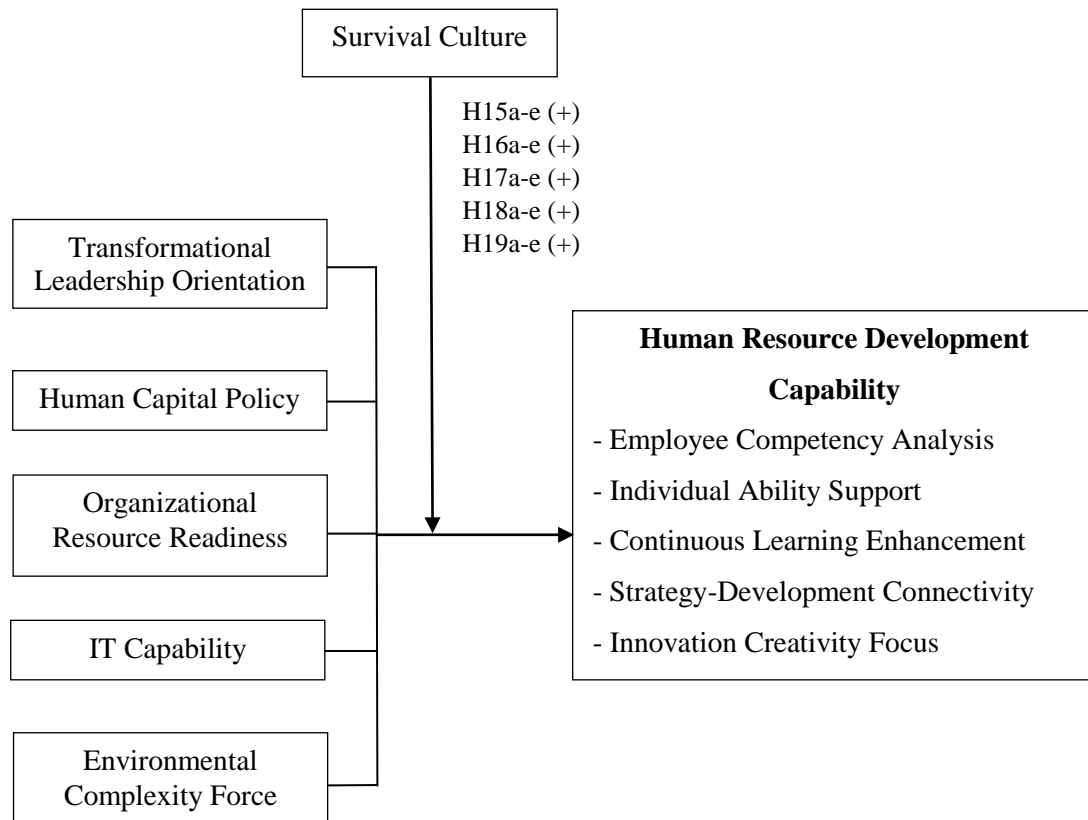 Survival Culture
H15a-e (+)
H16a-e (+)
H17a-e (+)
H18a-e (+)
H19a-e (+)
Transformational
Leadership Orientation
Human Capital Policy
Organizational
Resource Readiness
IT Capability
Environmental
Complexity Force
Human Resource Development
Capability
- Employee Competency Analysis
- Individual Ability Support
- Continuous Learning Enhancement
- Strategy-Development Connectivity
- Innovation Creativity Focus